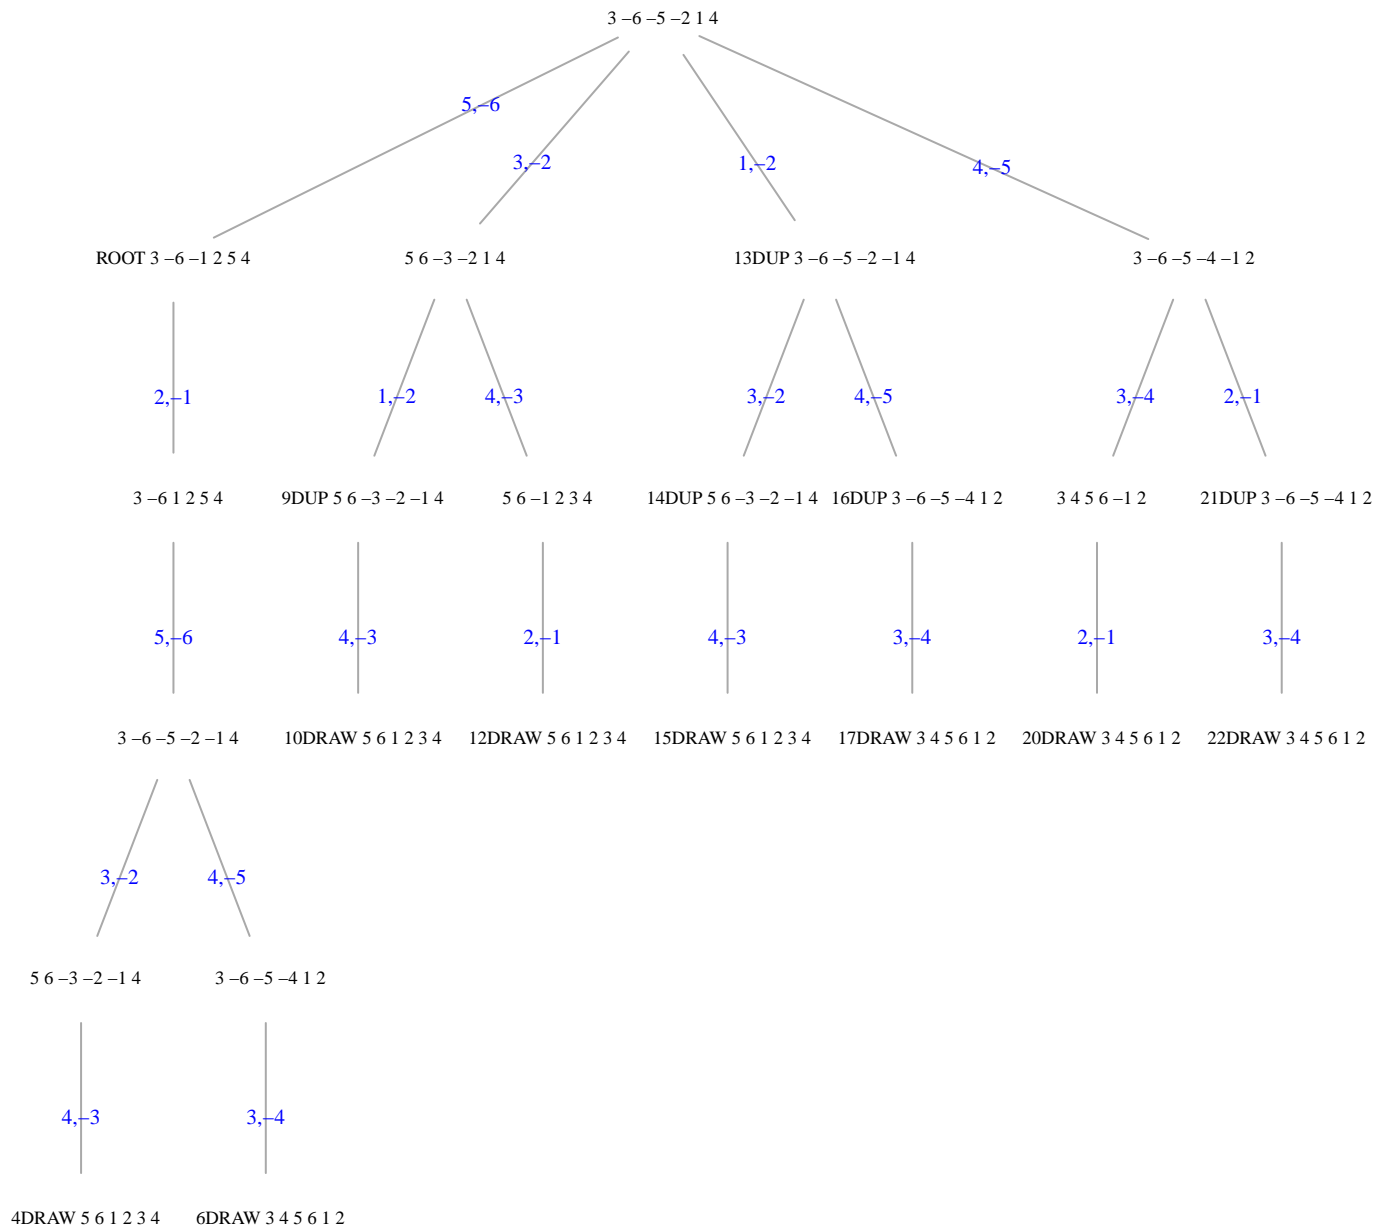 3 –6 –5 –2 1 4
5,–6
3,–2
1,–2
4,–5
ROOT 3 –6 –1 2 5 4
5 6 –3 –2 1 4
13DUP 3 –6 –5 –2 –1 4
3 –6 –5 –4 –1 2
2,–1
1,–2
4,–3
3,–2
4,–5
3,–4
2,–1
3 –6 1 2 5 4
9DUP 5 6 –3 –2 –1 4
5 6 –1 2 3 4
14DUP 5 6 –3 –2 –1 4
16DUP 3 –6 –5 –4 1 2
3 4 5 6 –1 2
21DUP 3 –6 –5 –4 1 2
5,–6
4,–3
2,–1
4,–3
3,–4
2,–1
3,–4
3 –6 –5 –2 –1 4
10DRAW 5 6 1 2 3 4
12DRAW 5 6 1 2 3 4
15DRAW 5 6 1 2 3 4
17DRAW 3 4 5 6 1 2
20DRAW 3 4 5 6 1 2
22DRAW 3 4 5 6 1 2
3,–2
4,–5
5 6 –3 –2 –1 4
3 –6 –5 –4 1 2
4,–3
3,–4
4DRAW 5 6 1 2 3 4
6DRAW 3 4 5 6 1 2